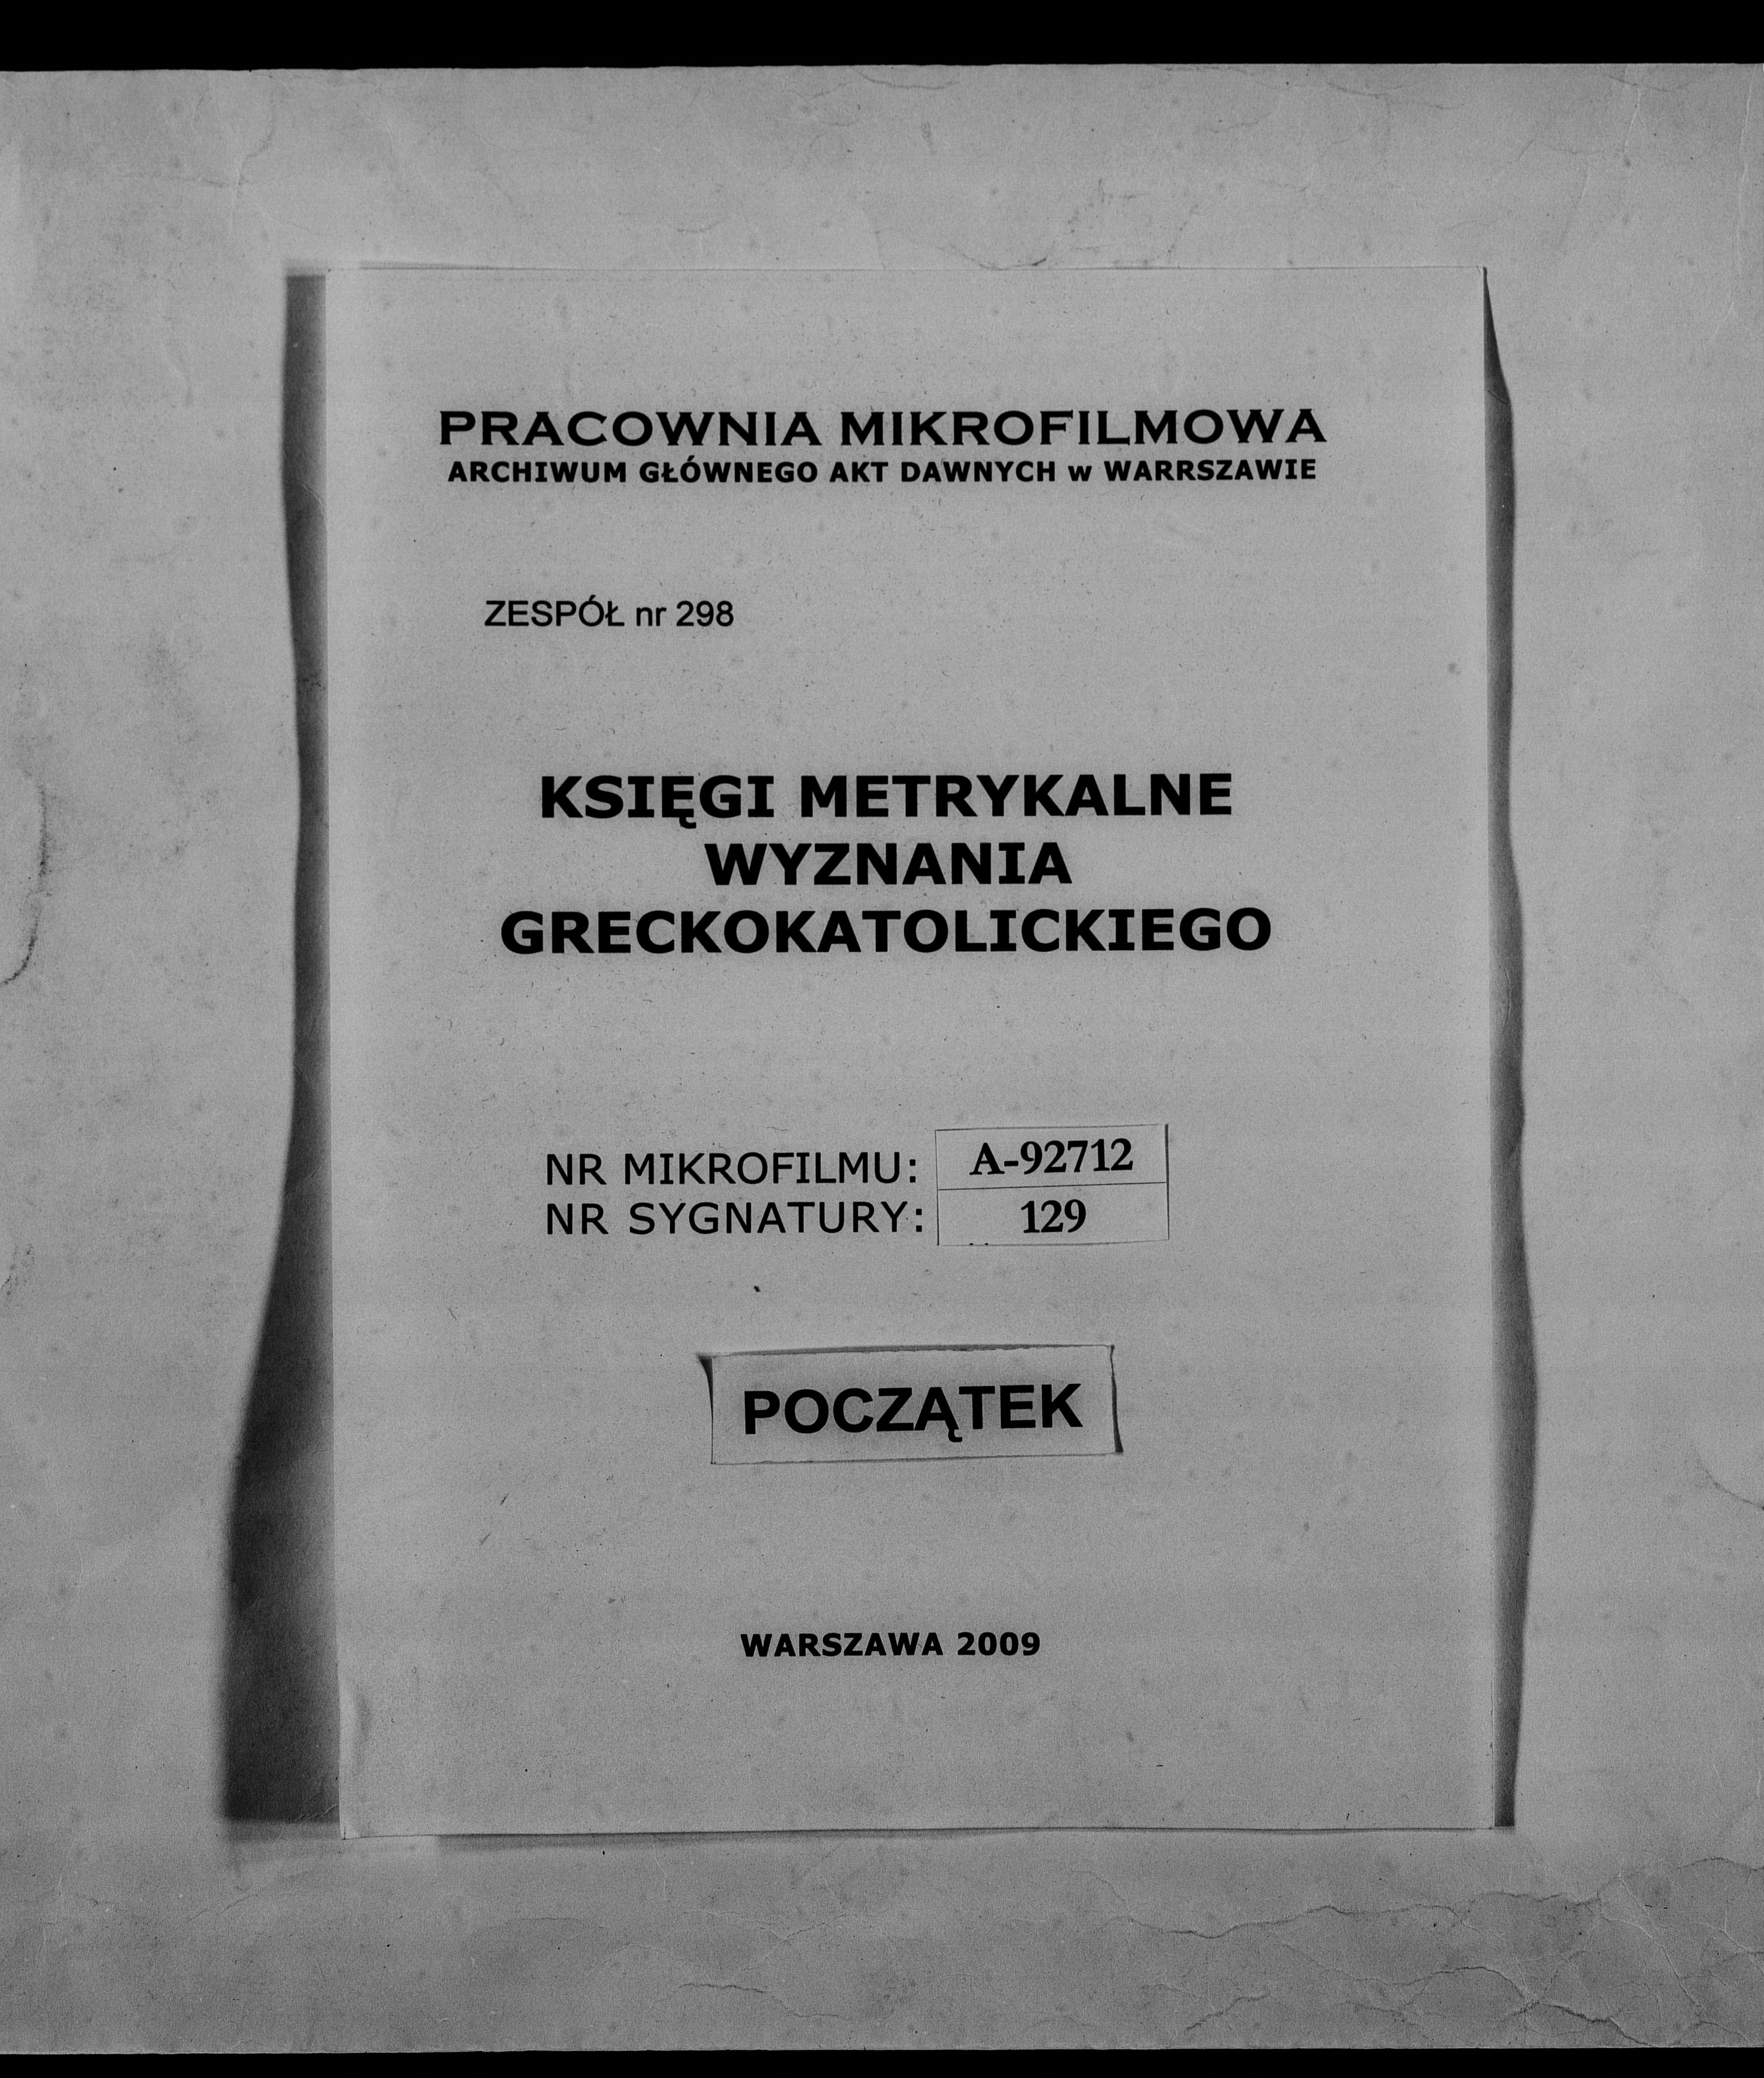 PRACOWNIA MIKROFILMOWA
ARCHIWUM GŁÓWNEGO AKT DAWNYCH w WARRSZAWIE
ZESPÓŁ nr 298
KSIĘGI METRYKALNE
WYZNANIA
GRECKOKATOLICKIEGO
NR MIKROFILMU: A-92712
NR SYGNATURY: 129
POCZĄTEK
WARSZAWA 2009